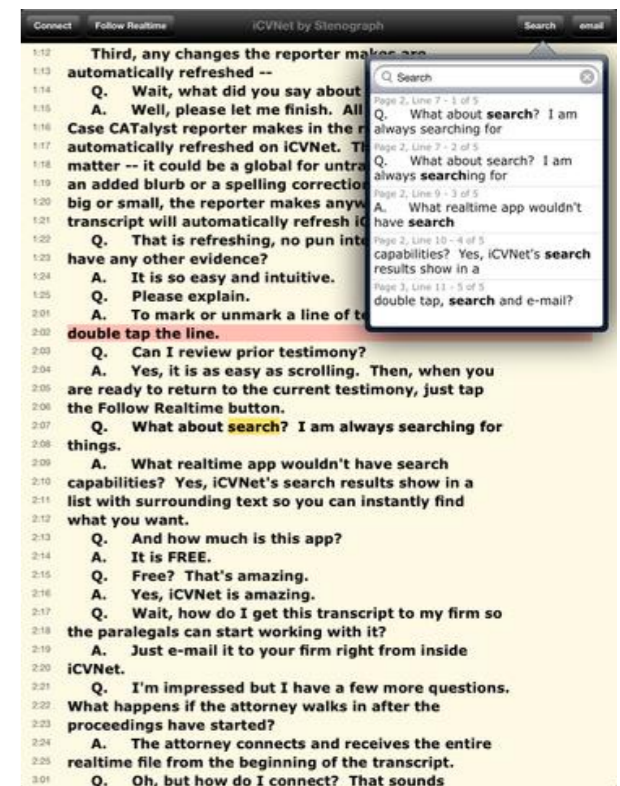 Connect Follow Realtime iCVNet by Stenograph Search email
1:12 Third, any changes the reporter makes are
1:13 automatically refreshed --
1:14 Q. Wait, what did you say about
1:15 A. Well, please let me finish. All
1:16 Case CATalyst reporter makes in the
1:17 automatically refreshed on iCVNet.
1:18 matter -- it could be a global for
1:19 an added blurb or a spelling
1:20 big or small, the reporter makes
1:21 transcript will automatically refresh
1:22 Q. That is refreshing, no pun
1:23 have any other evidence?
1:24 A. It is so easy and intuitive.
1:25 Q. Please explain.
2:01 A. To mark or unmark a line of
2:02 double tap the line.
2:03 Q. Can I review prior testimony?
2:04 A. Yes, it is as easy as scrolling. Then, when you
2:05 are ready to return to the current testimony, just tap
2:06 the Follow Realtime button.
2:07 Q. What about search? I am always searching for
2:08 things.
2:09 A. What realtime app wouldn't have search
2:10 capabilities? Yes, iCVNet's search results show in a
2:11 list with surrounding text so you can instantly find
2:12 what you want.
2:13 Q. And how much is this app?
2:14 A. It is FREE.
2:15 Q. Free? That's amazing.
2:16 A. Yes, iCVNet is amazing.
2:17 Q. Wait, how do I get this transcript to my firm so
2:18 the paralegals can start working with it?
2:19 A. Just e-mail it to your firm right from inside
2:20 iCVNet.
2:21 Q. I'm impressed but I have a few more questions.
2:22 What happens if the attorney walks in after the
2:23 proceedings have started?
2:24 A. The attorney connects and receives the entire
2:25 realtime file from the beginning of the transcript.
3:01 Q. Oh, but how do I connect? That sounds
Search
Page 2, Line 7 - 1 of 5
Q. What about search? I am
always searching for
Page 2, Line 7 - 2 of 5
Q. What about search? I am
always searching for
Page 2, Line 9 - 3 of 5
A. What realtime app wouldn't
have search
Page 2, Line 10 - 4 of 5
capabilities? Yes, iCVNet's search
results show in a
Page 3, Line 11 - 5 of 5
double tap, search and e-mail?